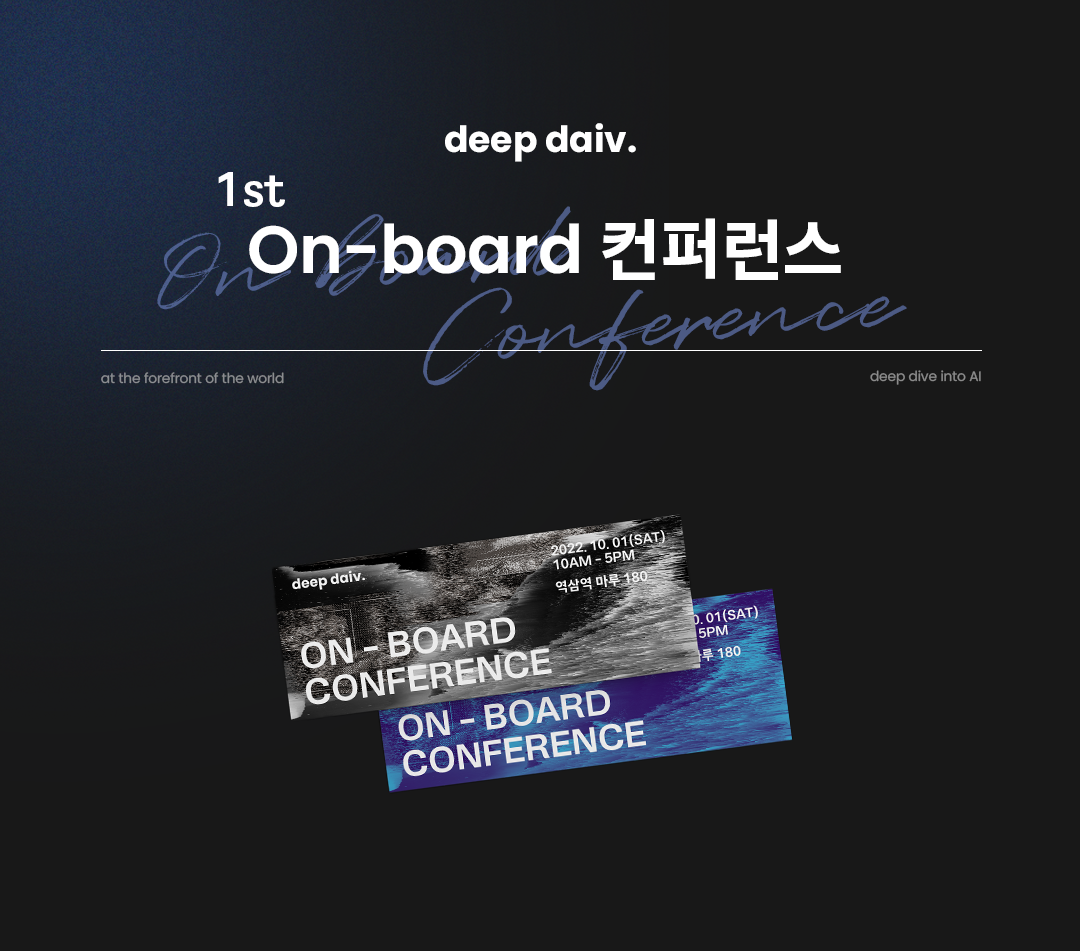 deep daiv.
1st
On-board 컨퍼런스
On Board
Conference
at the forefront of the world
deep dive into AI
deep daiv.
2022. 10. 01(SAT)
10AM - 5PM
역삼역 마루 180
ON - BOARD
CONFERENCE
0. 01(SAT)
5PM
마루 180
ON - BOARD
CONFERENCE